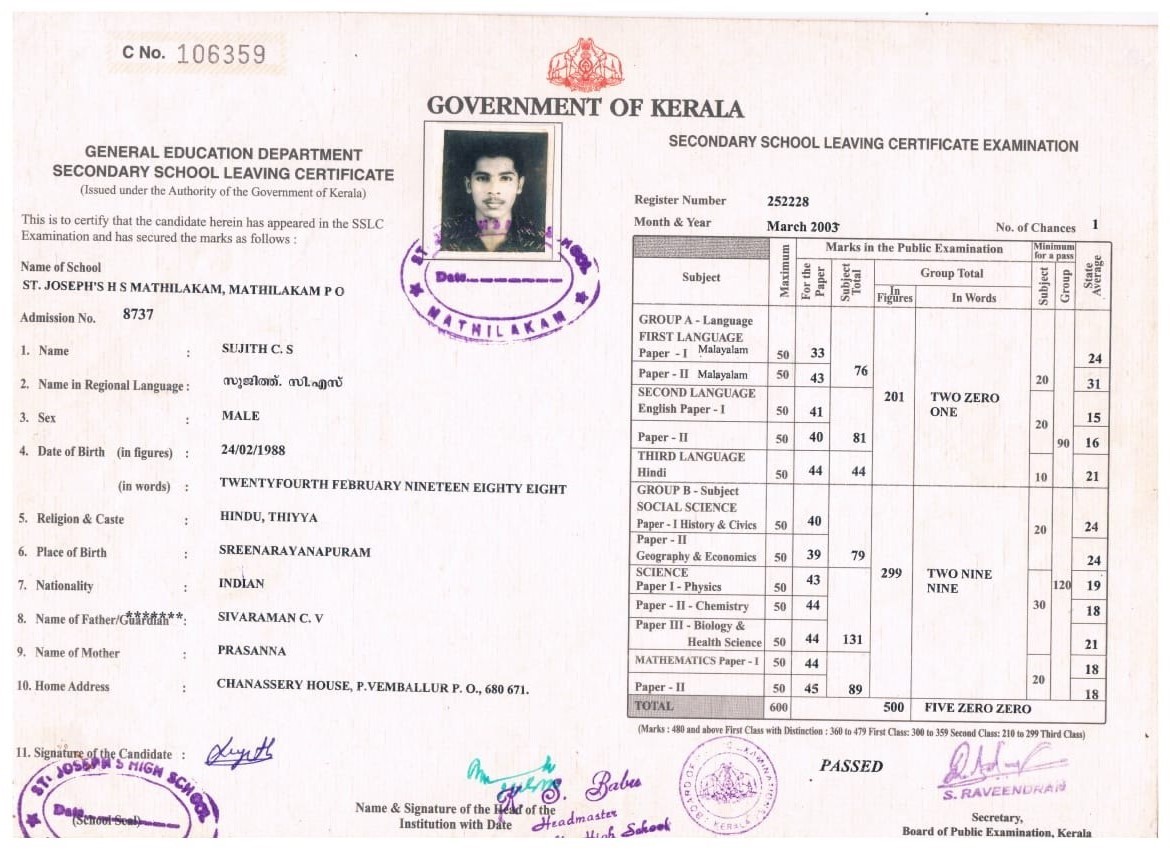 C No. 106359
GOVERNMENT OF KERALA
GENERAL EDUCATION DEPARTMENT
SECONDARY SCHOOL LEAVING CERTIFICATE
(Issued under the Authority of the Government of Kerala)
This is to certify that the candidate herein has appeared in the SSLC
Examination and has secured the marks as follows :
Name of School
ST. JOSEPH'S H S MATHILAKAM, MATHILAKAM P O
Admission No. 8737
1. Name : SUJITH C. S
2. Name in Regional Language : സുജിത്ത്. സി.എസ്
3. Sex : MALE
4. Date of Birth (in figures) : 24/02/1988
(in words) : TWENTYFOURTH FEBRUARY NINETEEN EIGHTY EIGHT
5. Religion & Caste : HINDU, THIYYA
6. Place of Birth : SREENARAYANAPURAM
7. Nationality : INDIAN
8. Name of Father/Guardian : SIVARAMAN C. V
9. Name of Mother : PRASANNA
10. Home Address : CHANASSERY HOUSE, P.VEMBALLUR P. O., 680 671.
11. Signature of the Candidate : Sujith
ST. JOSEPH'S HIGH SCHOOL
Date
(School Seal)
ST. JOSEPH'S H SCHOOL
Date
MATHILAKAM
K. S. Babu
Name & Signature of the Head of the
Institution with Date
Headmaster
High School
SECONDARY SCHOOL LEAVING CERTIFICATE EXAMINATION
Register Number 252228
Month & Year March 2003 No. of Chances 1
Subject Maximum Marks in the Public Examination Minimum for a pass State Average
For the Paper Subject Total Group Total Subject Group
In Figures In Words
GROUP A - Language
FIRST LANGUAGE
Paper - I Malayalam 50 33 24
Paper - II Malayalam 50 43 76 20 31
SECOND LANGUAGE 201 TWO ZERO ONE
English Paper - I 50 41 15
Paper - II 50 40 81 20 90 16
THIRD LANGUAGE
Hindi 50 44 44 10 21
GROUP B - Subject
SOCIAL SCIENCE
Paper - I History & Civics 50 40 20 24
Paper - II
Geography & Economics 50 39 79 24
SCIENCE 299 TWO NINE NINE
Paper I - Physics 50 43 120 19
Paper - II - Chemistry 50 44 30 18
Paper III - Biology &
Health Science 50 44 131 21
MATHEMATICS Paper - I 50 44 18
Paper - II 50 45 89 20 18
TOTAL 600 500 FIVE ZERO ZERO
(Marks : 480 and above First Class with Distinction : 360 to 479 First Class: 300 to 359 Second Class: 210 to 299 Third Class)
PASSED
S. RAVEENDRAN
Secretary,
Board of Public Examination, Kerala